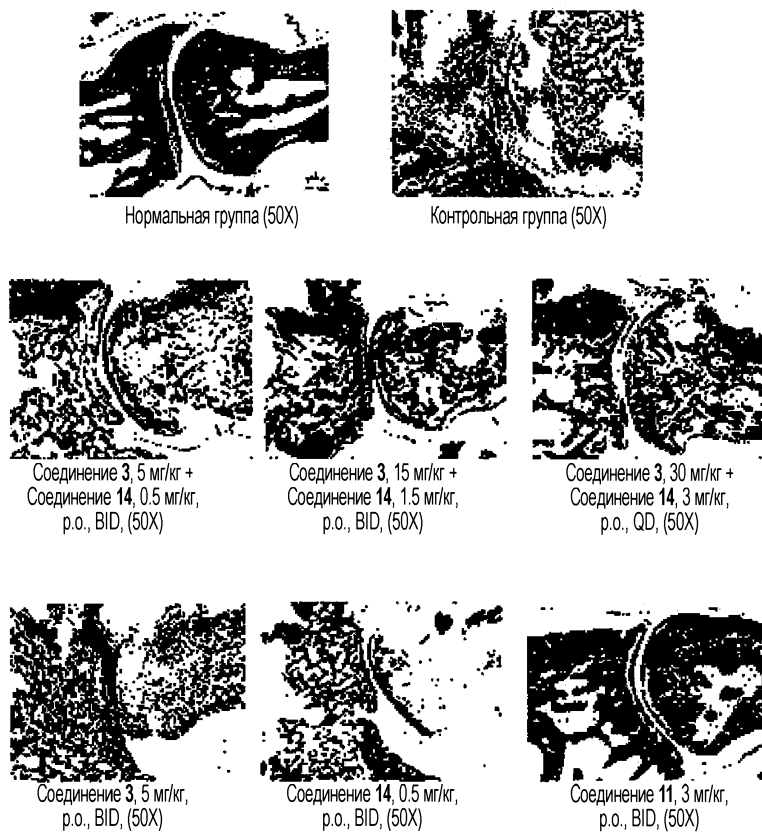 Нормальная группа (50X)
Контрольная группа (50X)
Соединение 3, 5 мг/кг +
Соединение 14, 0.5 мг/кг,
p.o., BID, (50X)
Соединение 3, 15 мг/кг +
Соединение 14, 1.5 мг/кг,
p.o., BID, (50X)
Соединение 3, 30 мг/кг +
Соединение 14, 3 мг/кг,
p.o., QD, (50X)
Соединение 3, 5 мг/кг,
p.o., BID, (50X)
Соединение 14, 0.5 мг/кг,
p.o., BID, (50X)
Соединение 11, 3 мг/кг,
p.o., BID, (50X)